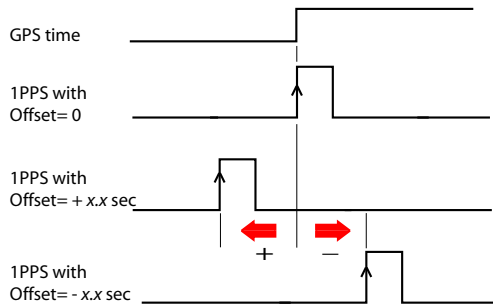 GPS time
1PPS with
Offset= 0
1PPS with
Offset= + x.x sec
+ −
1PPS with
Offset= - x.x sec